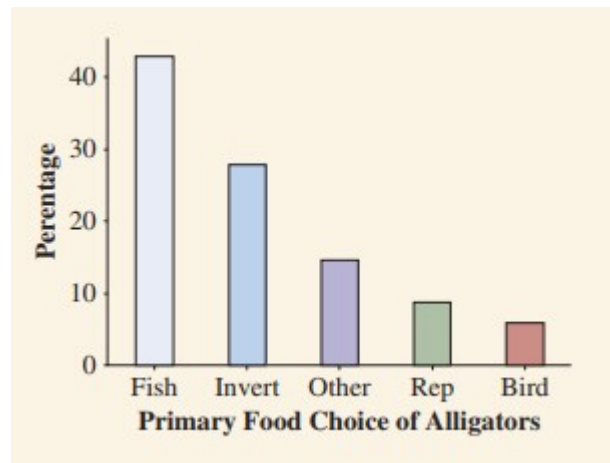 Perentage
40
30
20
10
0
Fish Invert Other Rep Bird
Primary Food Choice of Alligators